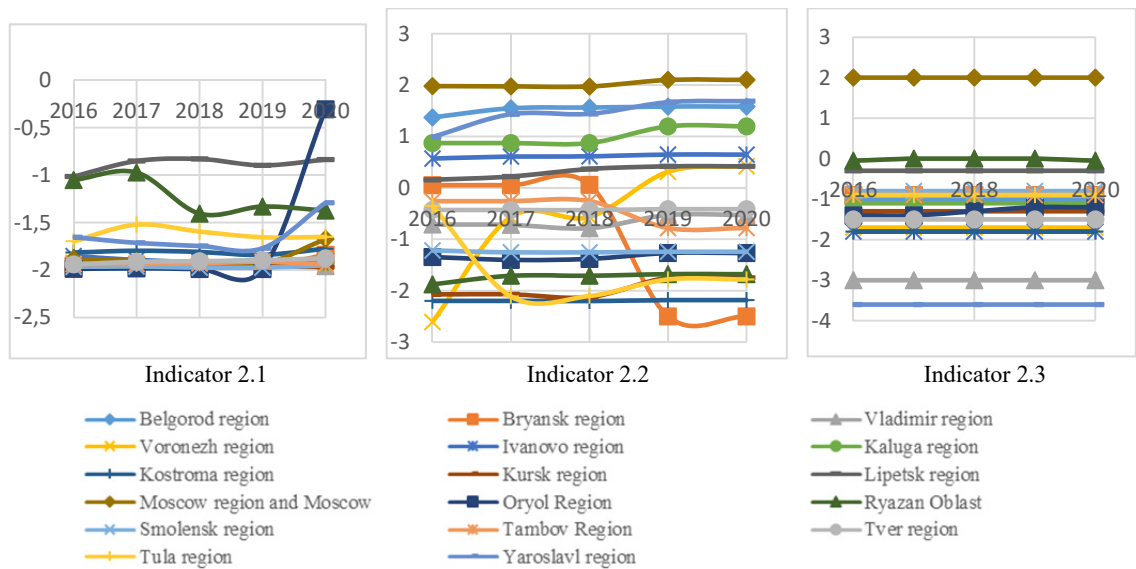 0
-0,5
-1
-1,5
-2
-2,5
2016 2017 2018 2019 2020
Indicator 2.1
3
2
1
0
-1
-2
-3
2016 2017 2018 2019 2020
Indicator 2.2
3
2
1
0
-1
-2
-3
-4
2016 2018 2020
Indicator 2.3
Belgorod region Bryansk region Vladimir region
Voronezh region Ivanovo region Kaluga region
Kostroma region Kursk region Lipetsk region
Moscow region and Moscow Oryol Region Ryazan Oblast
Smolensk region Tambov Region Tver region
Tula region Yaroslavl region